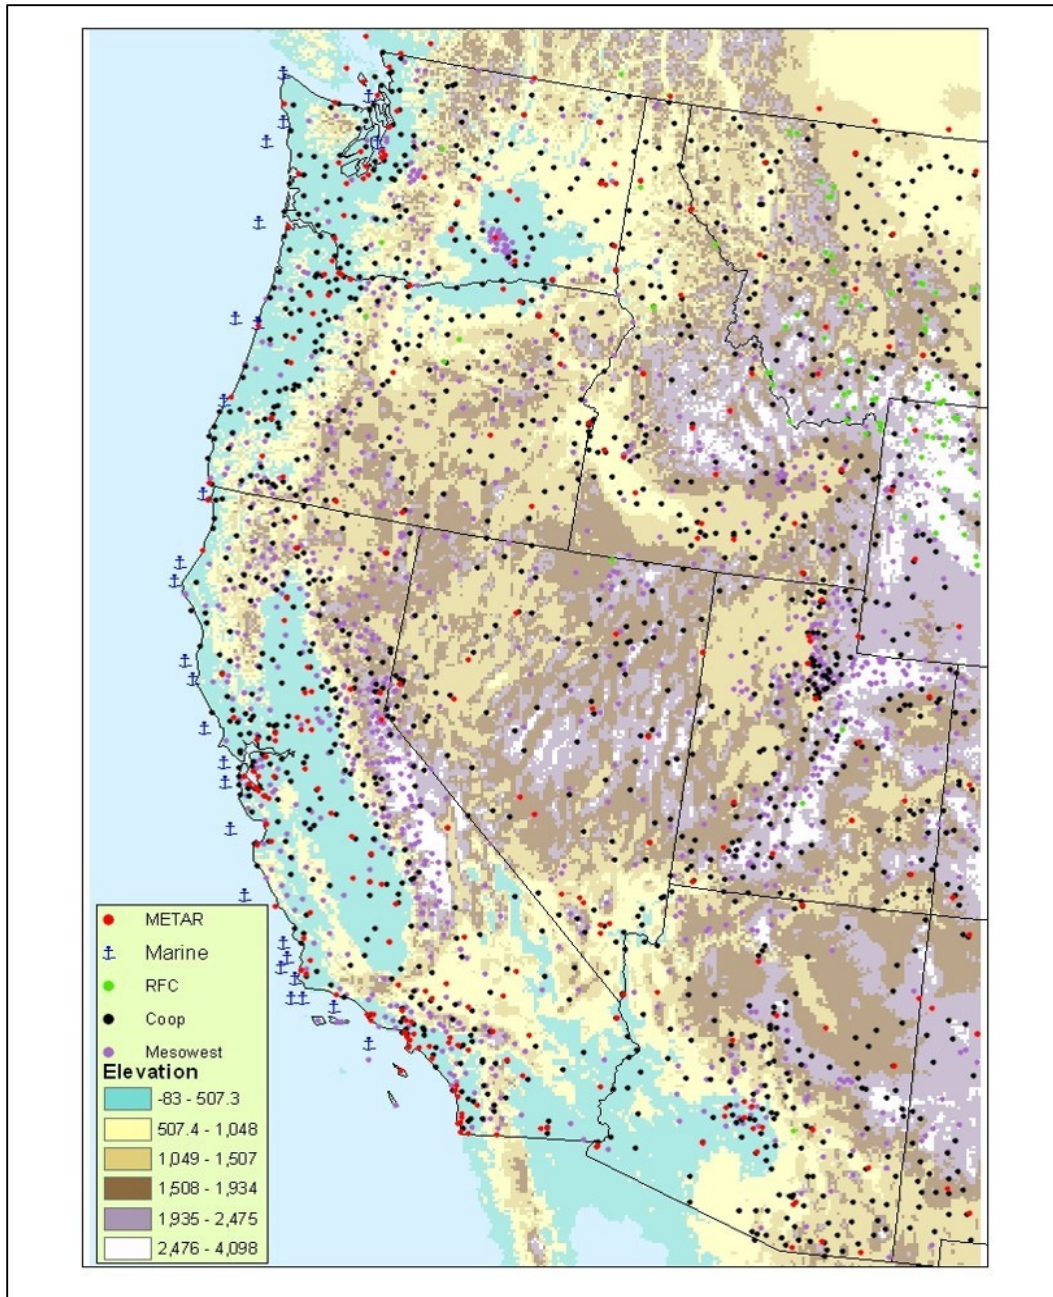 METAR
Marine
RFC
Coop
Mesowest
Elevation
-83 - 507.3
507.4 - 1,048
1,049 - 1,507
1,508 - 1,934
1,935 - 2,475
2,476 - 4,098